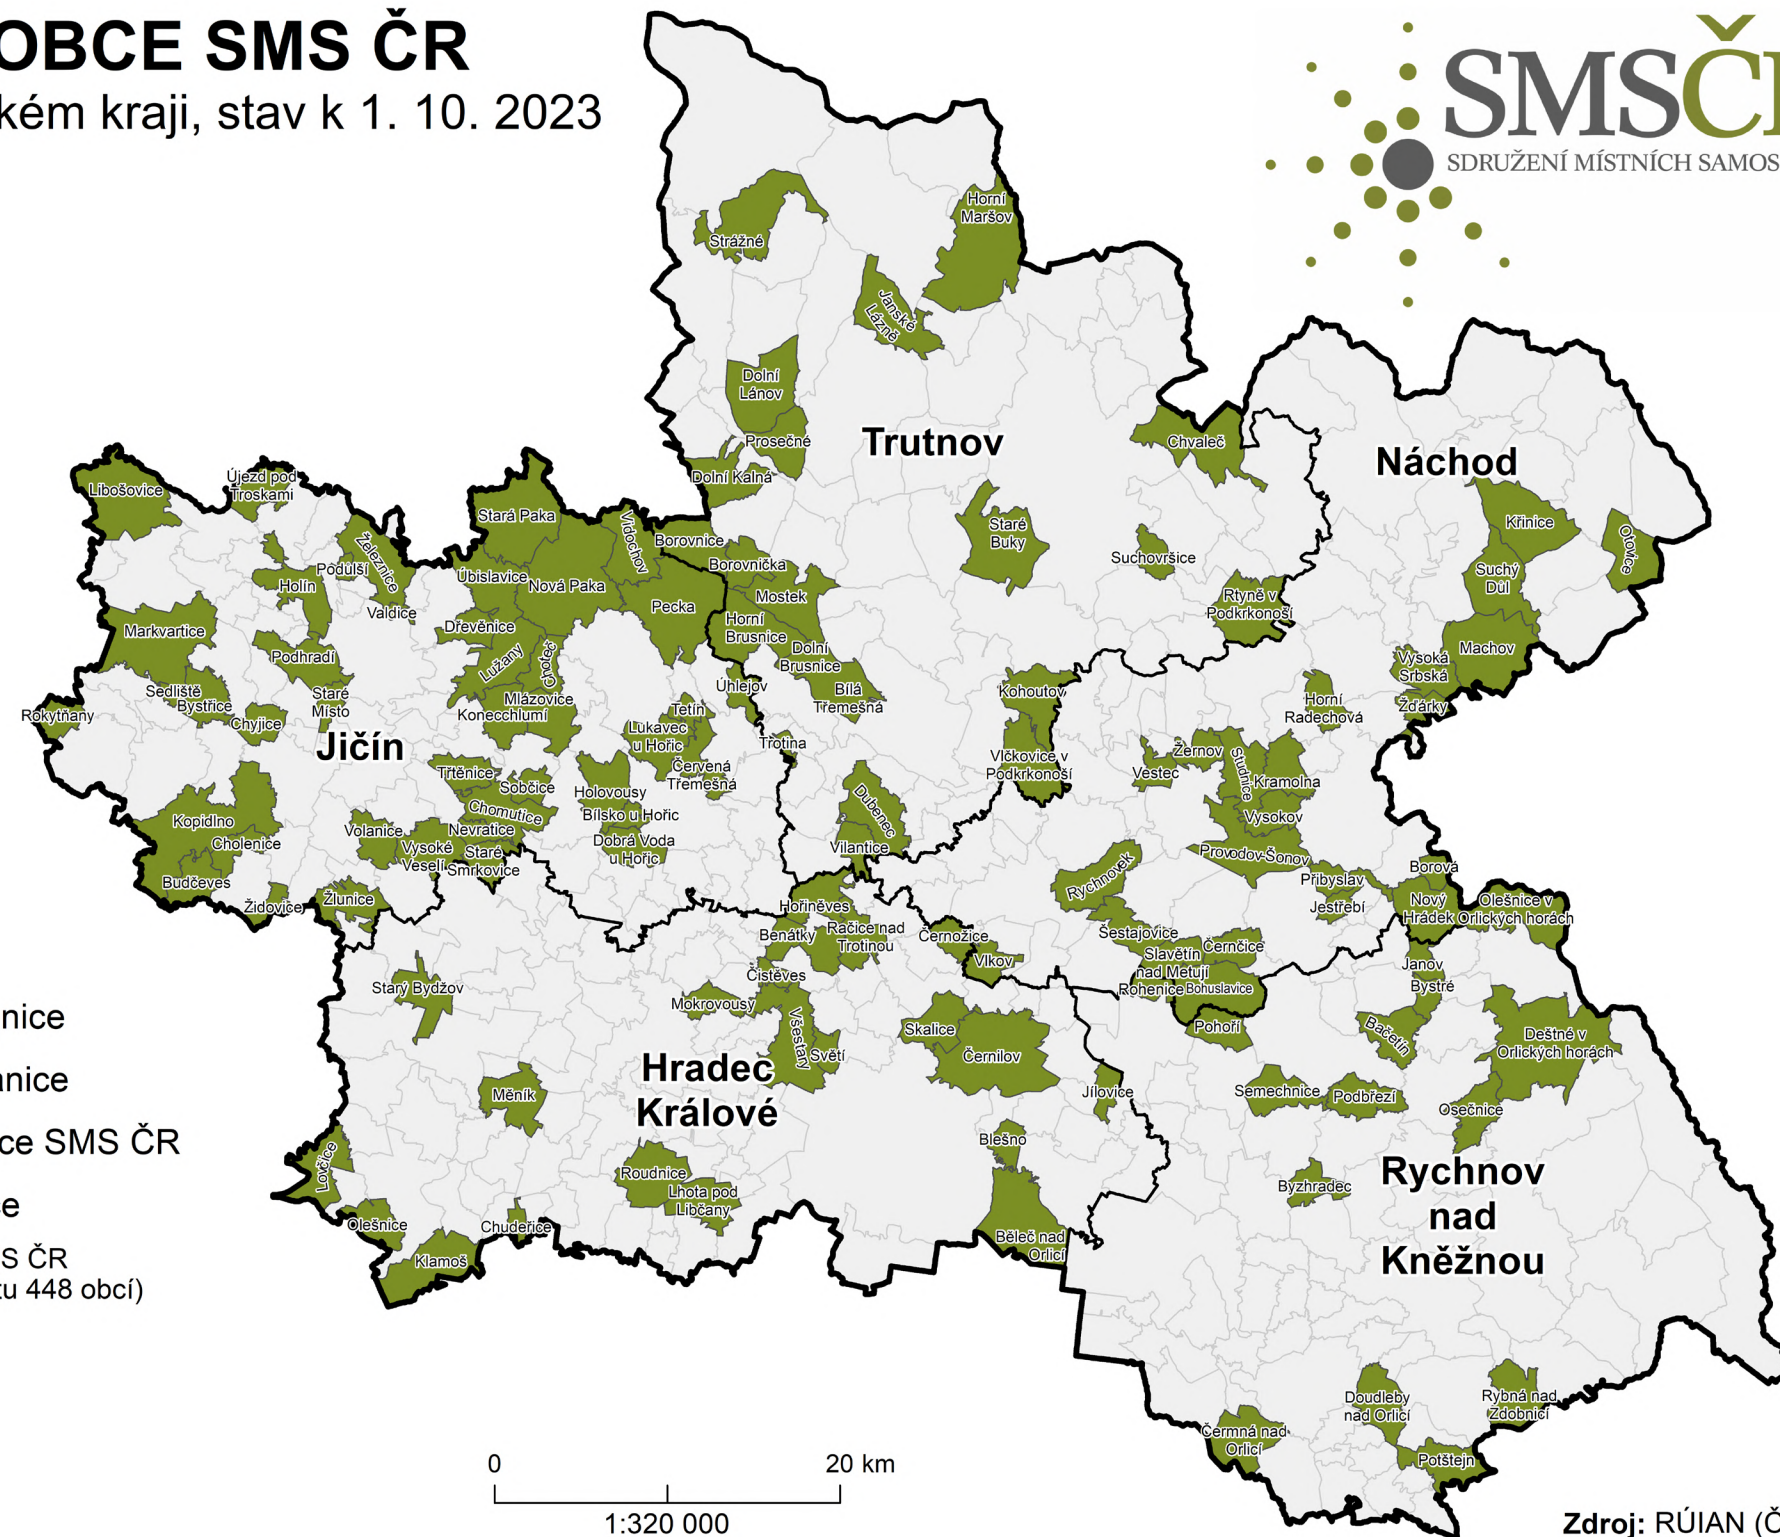 OBCE SMS ČR
kém kraji, stav k 1. 10. 2023
SMSČ
SDRUŽENÍ MÍSTNÍCH SAMOS
Horní
Maršov
Strážné
Janské
Lázně
Dolní
Lánov
Prosečné
Dolní Kalná
Trutnov
Chvaleč
Náchod
Libošovice
Újezd pod
Troskami
Stará Paka
Vidochov
Borovnice
Staré
Buky
Křinice
Otovice
Železnice
Podůlší
Holín
Valdice
Úbislavice
Nová Paka
Borovnička
Suchovršice
Suchý
Důl
Pecka
Mostek
Rtyně v
Podkrkonoší
Markvartice
Dřevěnice
Horní
Brusnice
Machov
Podhradí
Lužany
Choteč
Dolní
Brusnice
Vysoká
Srbská
Sedliště
Bystřice
Staré
Místo
Mlázovice
Konecchlumí
Úhlejov
Bílá
Třemešná
Kohoutov
Horní
Radechová
Žďárky
Rokytňany
Chyjice
Tetín
Lukavec
u Hořic
Jičín
Trotina
Vlčkovice v
Podkrkonoší
Žernov
Vestec
Studnice
Kramolna
Třtěnice
Sobčice
Červená
Třemešná
Holovousy
Kopidlno
Cholenice
Chomutice
Bílsko u Hořic
Dubenec
Vysokov
Volanice
Nevratice
Vysoké
Veselí
Staré
Smrkovice
Dobrá Voda
u Hořic
Vilantice
Provodov-Šonov
Budčeves
Rychnovek
Přibyslav
Borová
Židovice
Žlunice
Hořiněves
Jestřebí
Nový
Hrádek
Olešnice v
Orlických horách
Benátky
Račice nad
Trotinou
Černožice
Šestajovice
Slavětín
nad Metují
Černčice
Vlkov
Janov
Čistěves
Starý Bydžov
Rohenice
Bohuslavice
Bystré
Mokrovousy
Všestary
Světí
Skalice
Černilov
Pohoří
Bačetín
Deštné v
Orlických horách
nice
Hradec
Králové
anice
Měník
Jílovice
Semechnice
Podbřezí
Osečnice
ce SMS ČR
Blešno
Lovčice
Roudnice
Lhota pod
Libčany
Byzhradec
Rychnov
nad
Kněžnou
e
Olešnice
Chudeřice
Klamoš
Běleč nad
Orlicí
S ČR
tu 448 obcí)
Doudleby
nad Orlicí
Rybná nad
Zdobnicí
Čermná nad
Orlicí
Potštejn
0 20 km
1:320 000
Zdroj: RÚIAN (Č